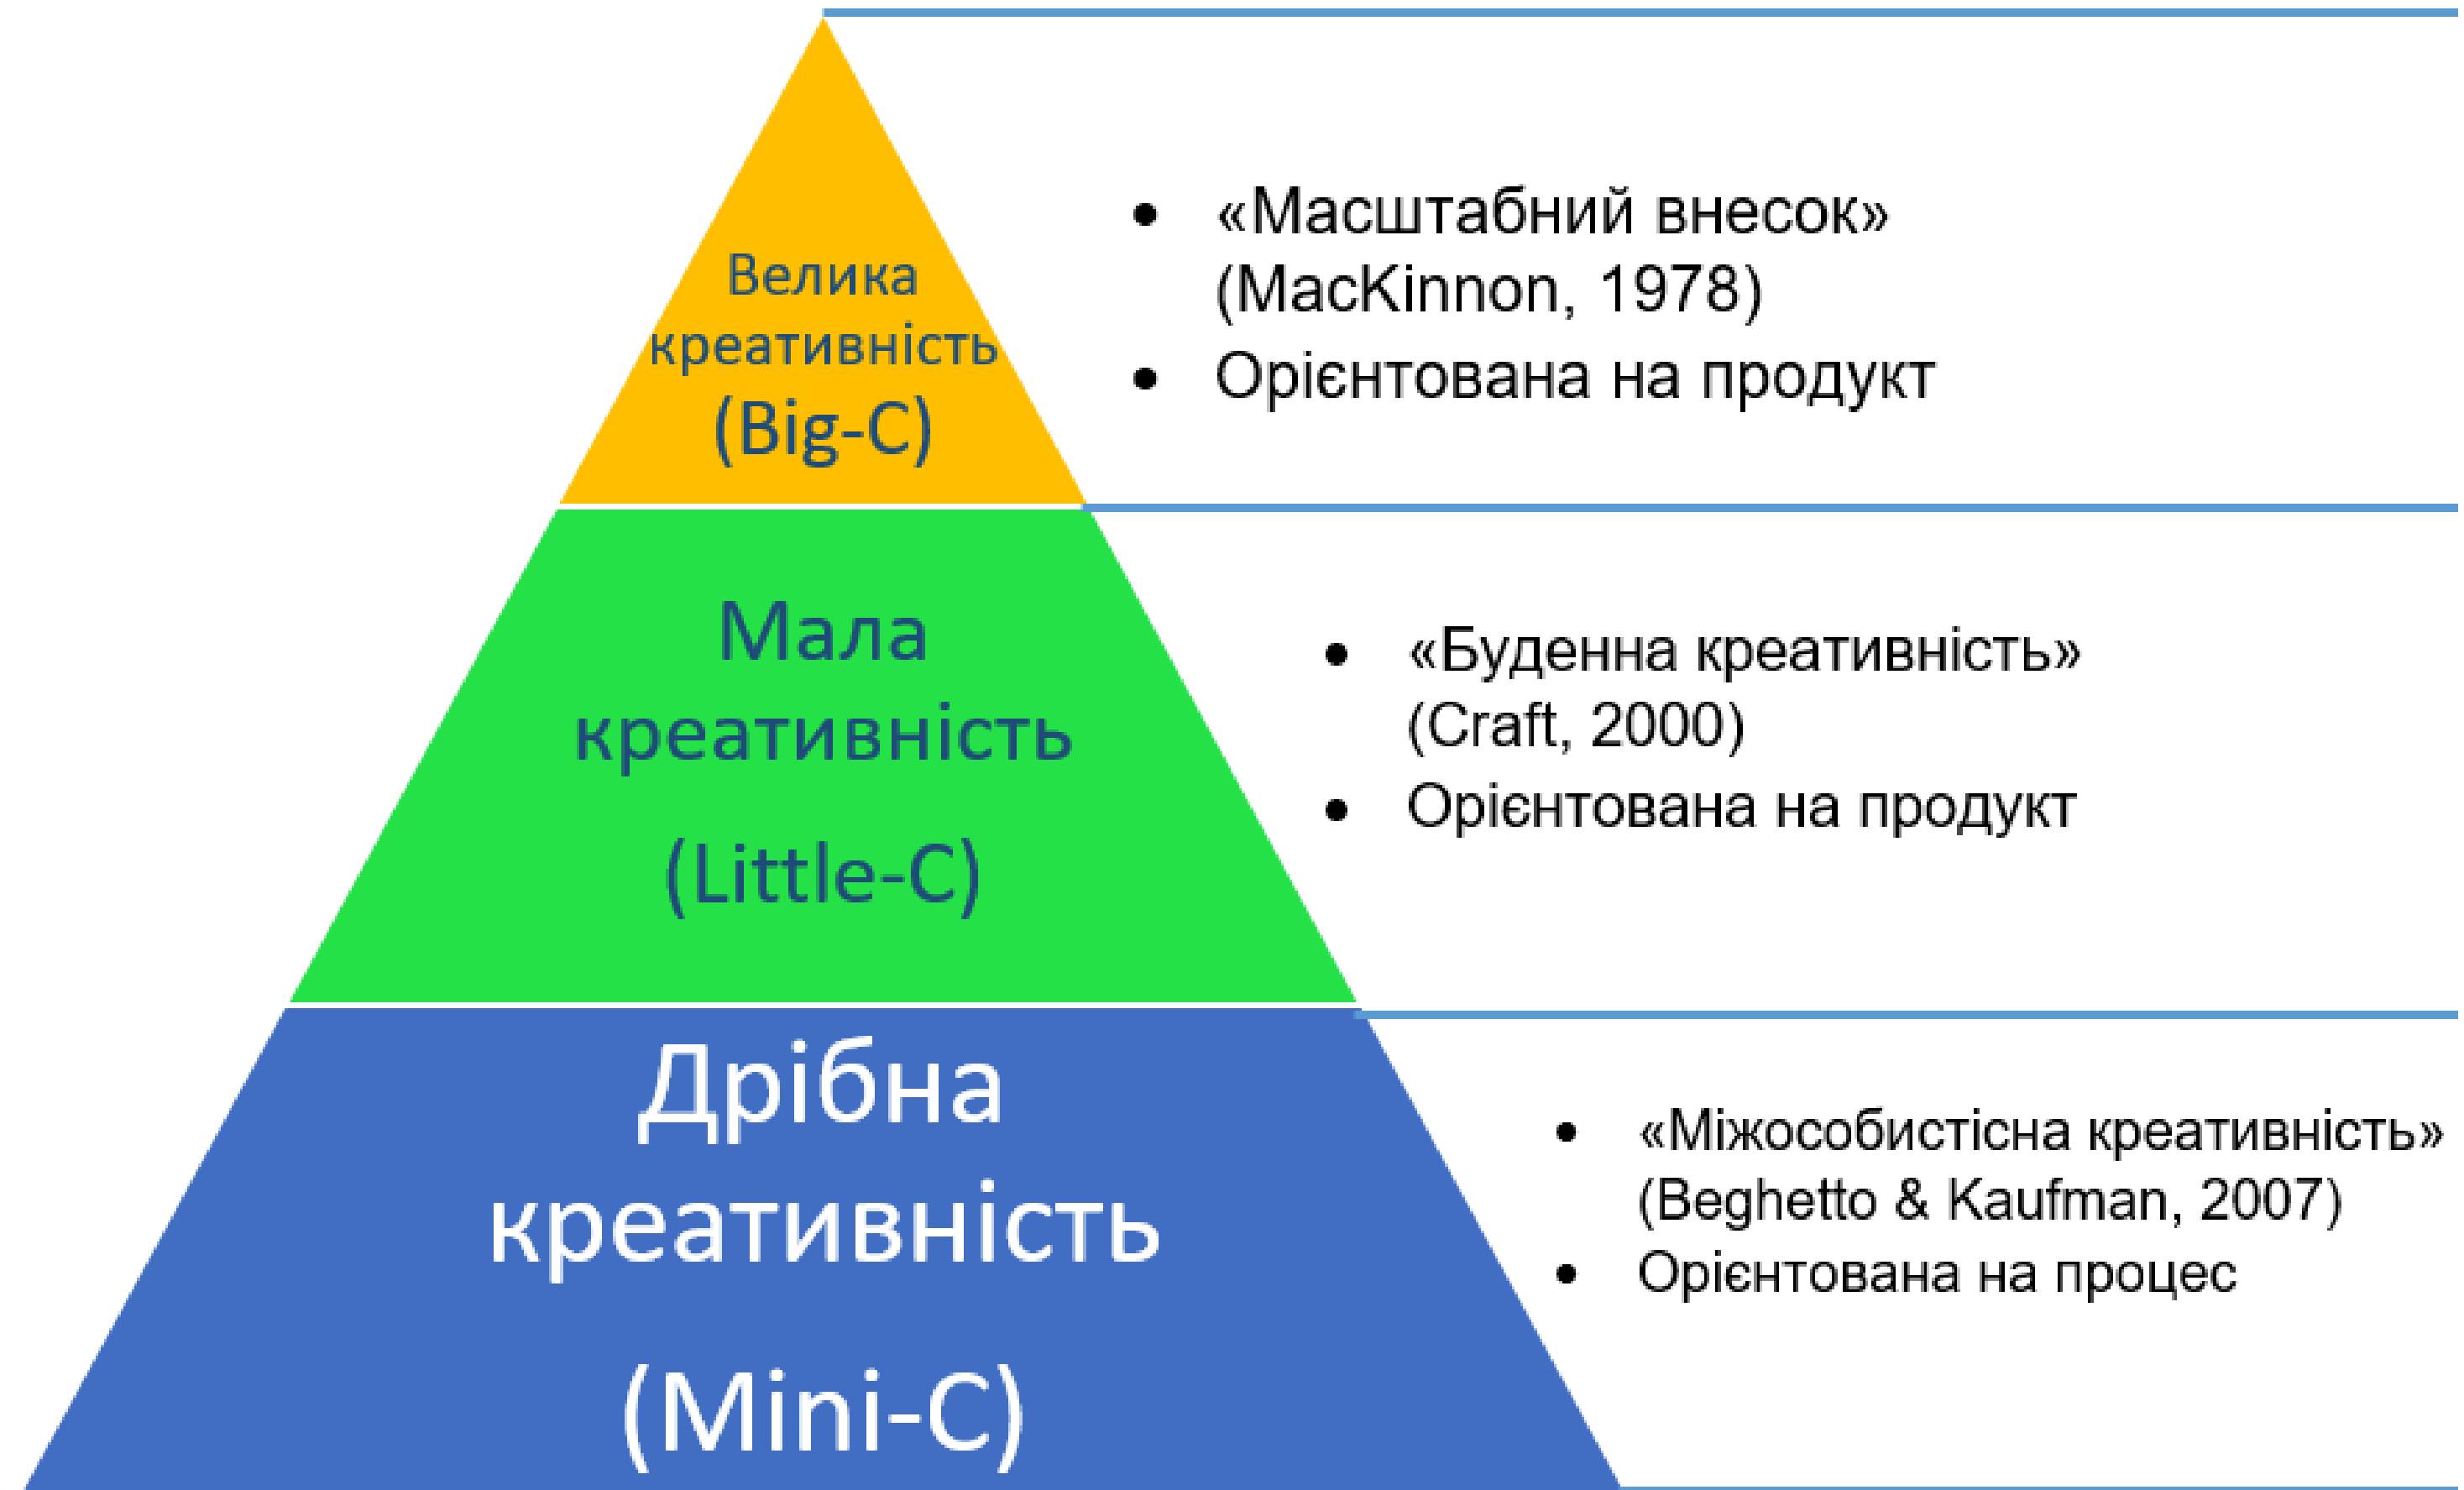 Велика
креативність
(Big-C)
• «Масштабний внесок»
(MacKinnon, 1978)
• Орієнтована на продукт
Мала
креативність
(Little-C)
• «Буденна креативність»
(Craft, 2000)
• Орієнтована на продукт
Дрібна
креативність
(Mini-C)
• «Міжособистісна креативність»
(Beghetto & Kaufman, 2007)
• Орієнтована на процес